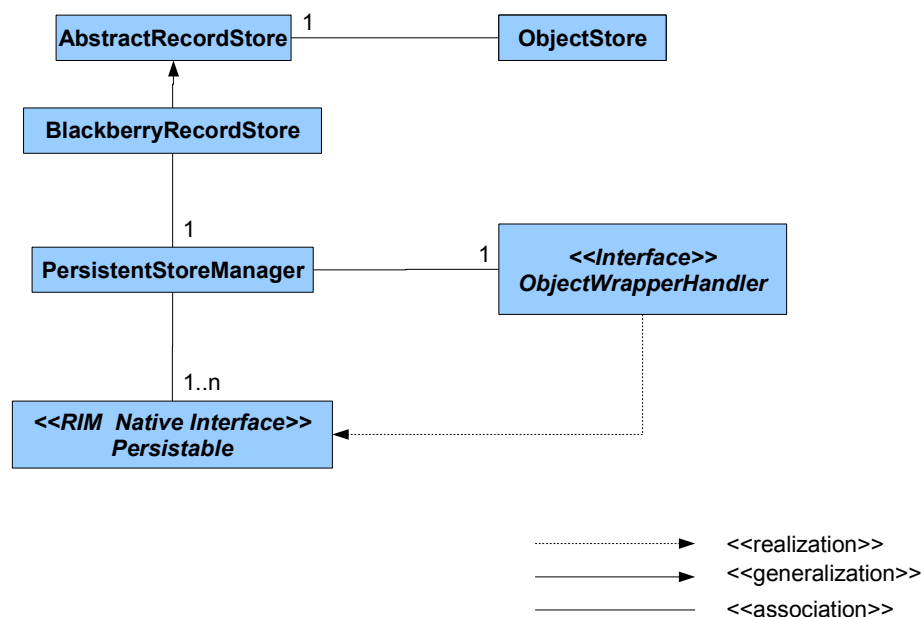 1
AbstractRecordStore
ObjectStore
BlackberryRecordStore
1
1
PersistentStoreManager
<<Interface>>
ObjectWrapperHandler
1..n
<<RIM  Native Interface>>
Persistable
<<realization>>
<<generalization>>
<<association>>